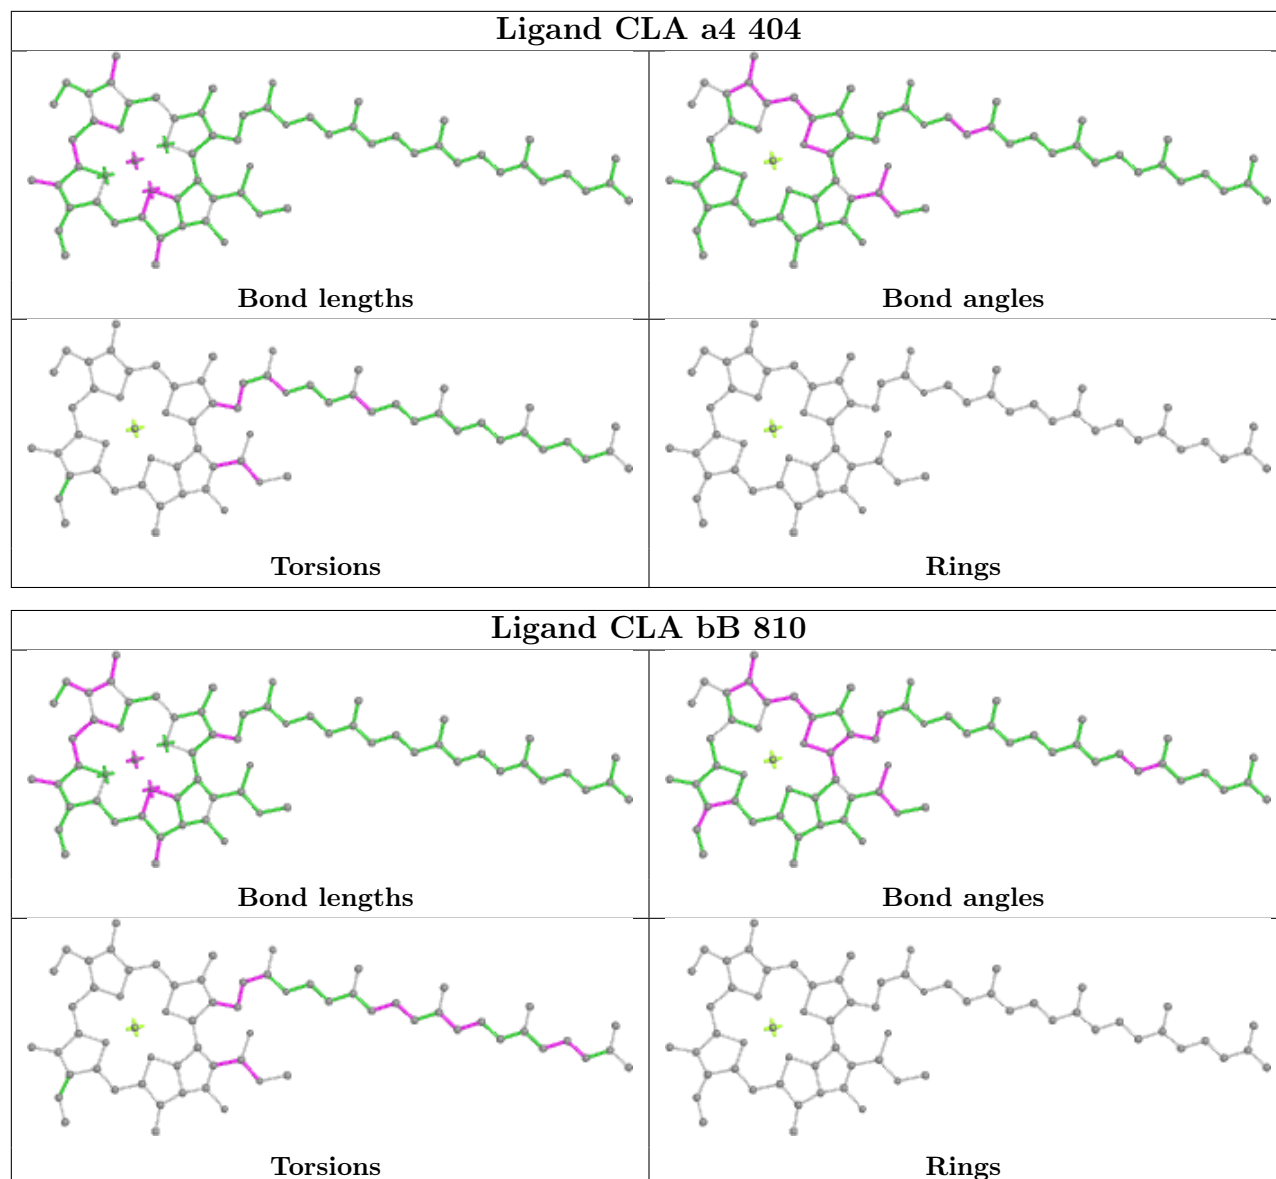 Ligand CLA a4 404
Bond lengths
Bond angles
Torsions
Rings
Ligand CLA bB 810
Bond lengths
Bond angles
Torsions
Rings